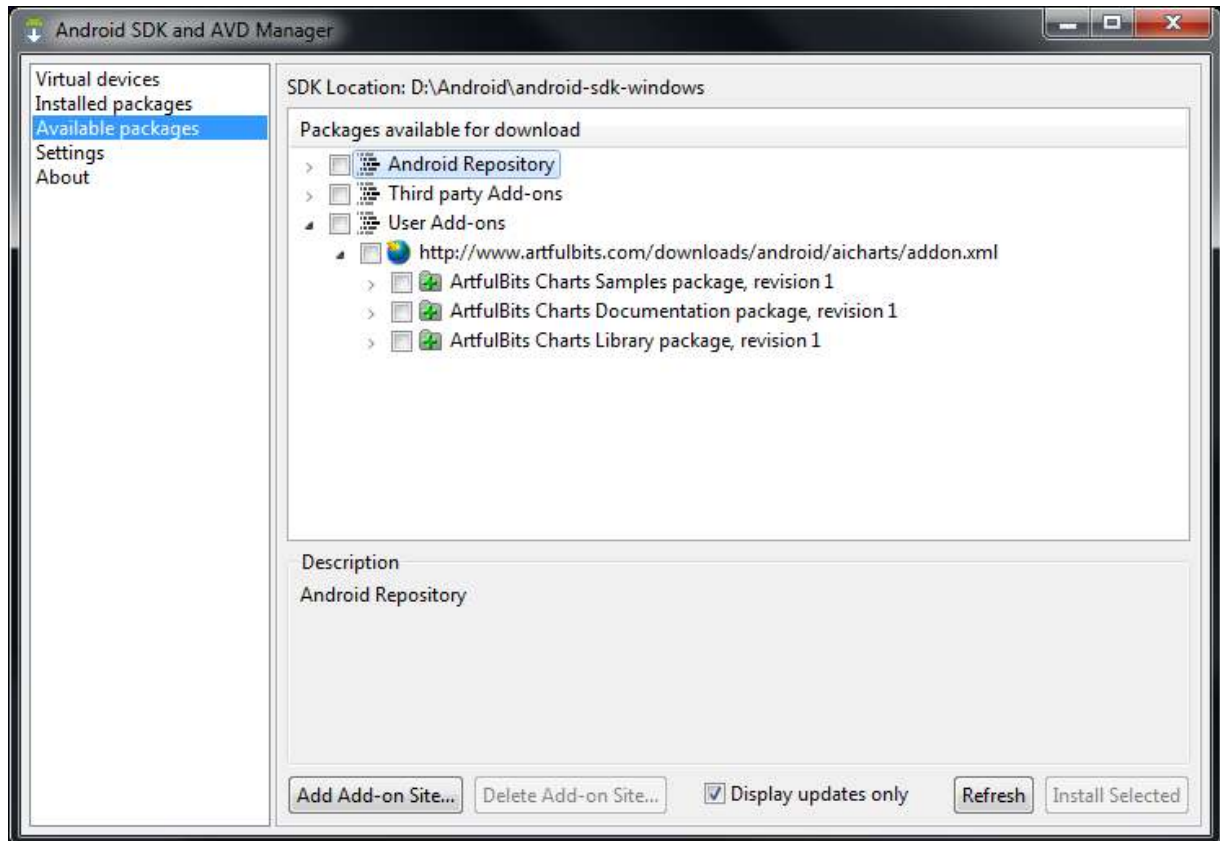 Android SDK and AVD Manager
Virtual devices
Installed packages
Available packages
Settings
About
SDK Location: D:\Android\android-sdk-windows
Packages available for download
Android Repository
Third party Add-ons
User Add-ons
http://www.artfulbits.com/downloads/android/aicharts/addon.xml
ArtfulBits Charts Samples package, revision 1
ArtfulBits Charts Documentation package, revision 1
ArtfulBits Charts Library package, revision 1
Description
Android Repository
Add Add-on Site... Delete Add-on Site... Display updates only Refresh Install Selected